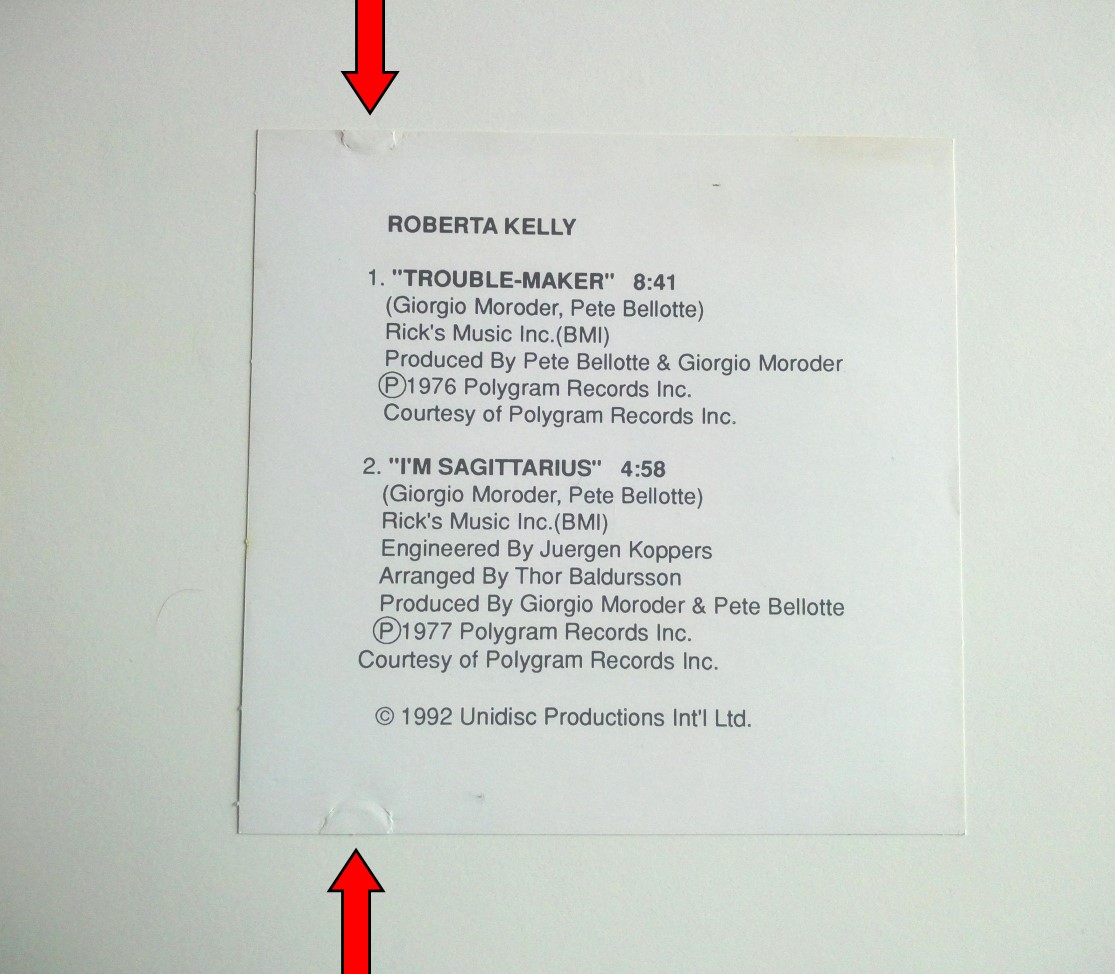 ROBERTA KELLY
1. "TROUBLE-MAKER" 8:41
(Giorgio Moroder, Pete Bellotte)
Rick's Music Inc.(BMI)
Produced By Pete Bellotte & Giorgio Moroder
Ⓟ1976 Polygram Records Inc.
Courtesy of Polygram Records Inc.
2. "I'M SAGITTARIUS" 4:58
(Giorgio Moroder, Pete Bellotte)
Rick's Music Inc.(BMI)
Engineered By Juergen Koppers
Arranged By Thor Baldursson
Produced By Giorgio Moroder & Pete Bellotte
Ⓟ1977 Polygram Records Inc.
Courtesy of Polygram Records Inc.
© 1992 Unidisc Productions Int'l Ltd.